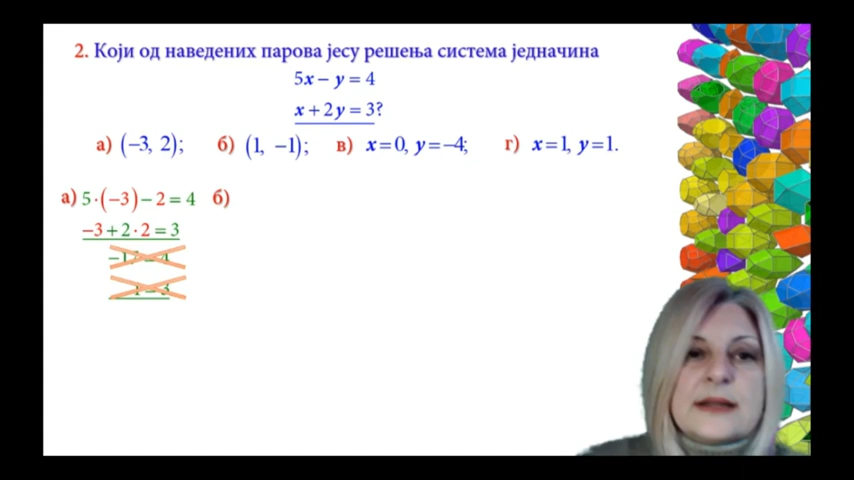 2. Који од наведених парова јесу решења система једначина
5x – y = 4
x + 2y = 3?
а) (–3, 2); б) (1, –1); в) x=0, y=–4; г) x=1, y=1.
а) 5·(–3) – 2 = 4 б)
–3 + 2·2 = 3